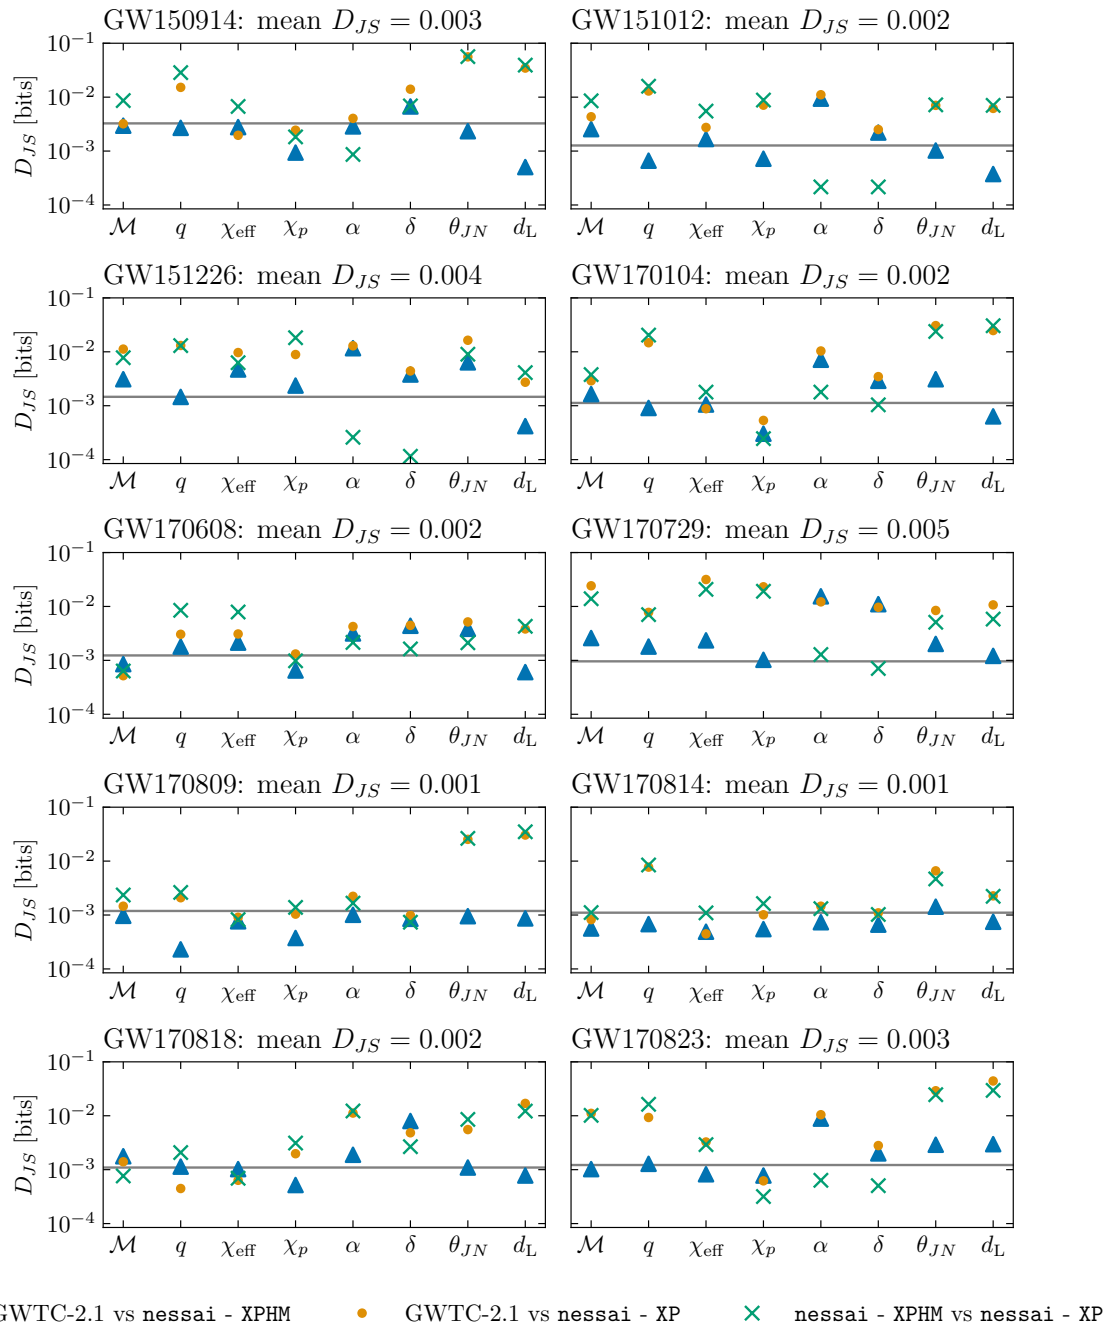 GW150914: mean D_JS = 0.003 GW151012: mean D_JS = 0.002
10^−1
10^−2
10^−3
10^−4
D_JS [bits]
ℳ q χ_eff χ_p α δ θ_JN d_L ℳ q χ_eff χ_p α δ θ_JN d_L
GW151226: mean D_JS = 0.004 GW170104: mean D_JS = 0.002
10^−1
10^−2
10^−3
10^−4
D_JS [bits]
ℳ q χ_eff χ_p α δ θ_JN d_L ℳ q χ_eff χ_p α δ θ_JN d_L
GW170608: mean D_JS = 0.002 GW170729: mean D_JS = 0.005
10^−1
10^−2
10^−3
10^−4
D_JS [bits]
ℳ q χ_eff χ_p α δ θ_JN d_L ℳ q χ_eff χ_p α δ θ_JN d_L
GW170809: mean D_JS = 0.001 GW170814: mean D_JS = 0.001
10^−1
10^−2
10^−3
10^−4
D_JS [bits]
ℳ q χ_eff χ_p α δ θ_JN d_L ℳ q χ_eff χ_p α δ θ_JN d_L
GW170818: mean D_JS = 0.002 GW170823: mean D_JS = 0.003
10^−1
10^−2
10^−3
10^−4
D_JS [bits]
ℳ q χ_eff χ_p α δ θ_JN d_L ℳ q χ_eff χ_p α δ θ_JN d_L
GWTC-2.1 vs nessai - XPHM GWTC-2.1 vs nessai - XP nessai - XPHM vs nessai - XP